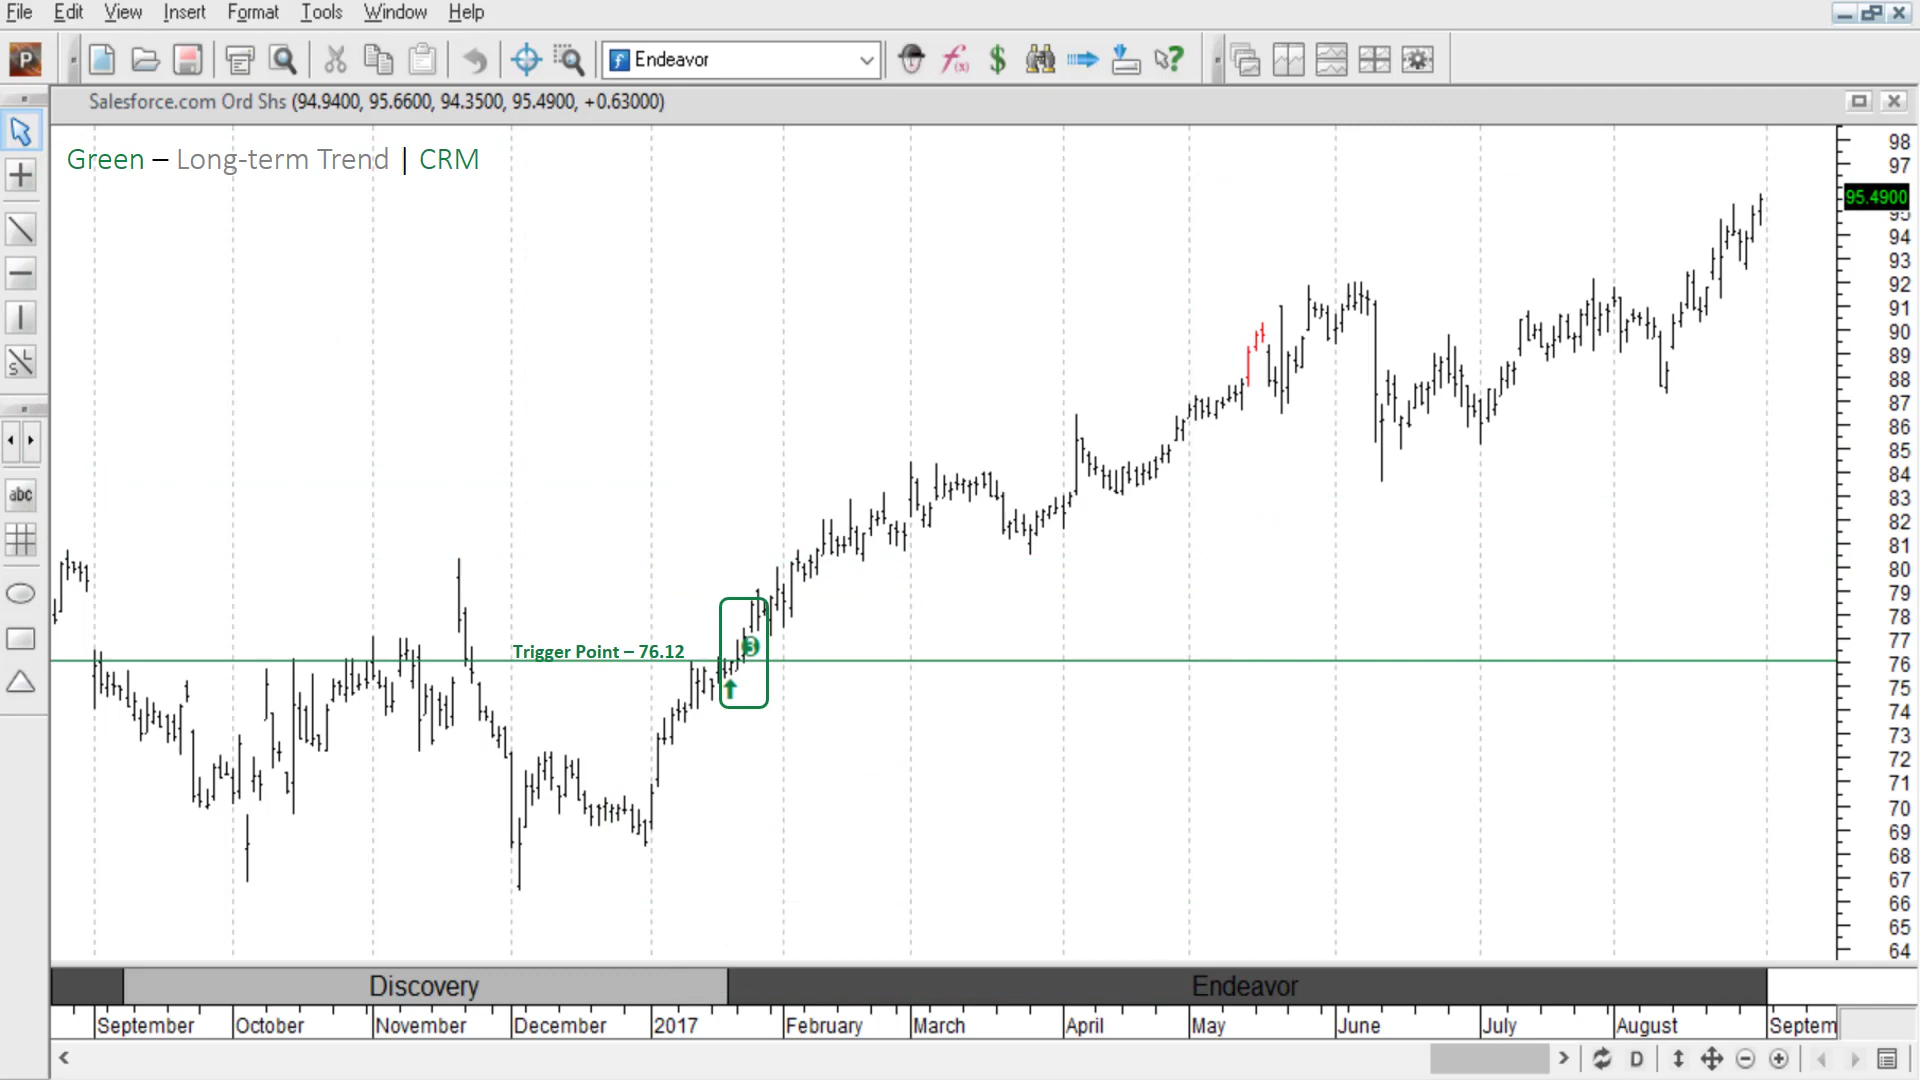 File Edit View Insert Format Tools Window Help
P
f Endeavor
f(x) $ ?
Salesforce.com Ord Shs (94.9400, 95.6600, 94.3500, 95.4900, +0.63000)
Green – Long-term Trend | CRM
98
97
95.4900
95
94
93
92
91
90
89
88
87
86
85
84
83
82
81
80
79
78
77
76
75
74
73
72
71
70
69
68
67
66
65
64
L
S
abc
Trigger Point – 76.12
3
Discovery Endeavor
September October November December 2017 February March April May June July August Septem
D